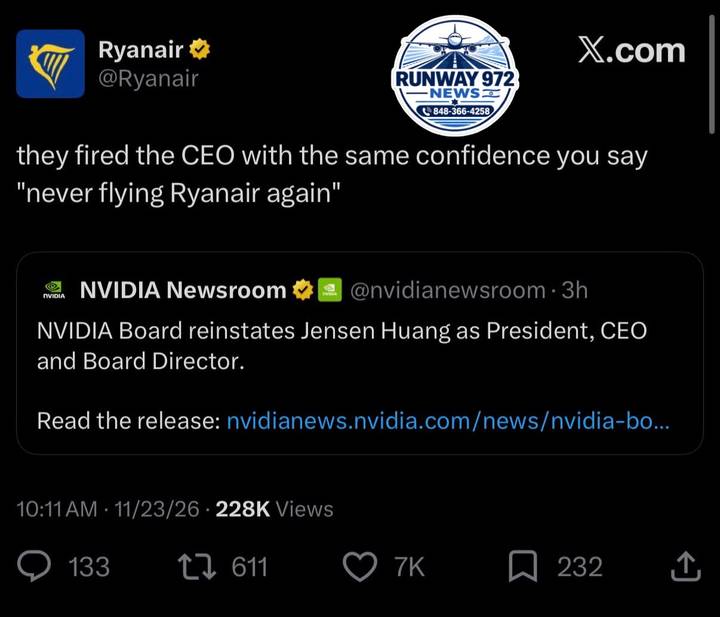 Ryanair
@Ryanair
RUNWAY 972
NEWS
848-366-4258
X.com
they fired the CEO with the same confidence you say
"never flying Ryanair again"
NVIDIA
NVIDIA Newsroom @nvidianewsroom · 3h
NVIDIA Board reinstates Jensen Huang as President, CEO
and Board Director.
Read the release: nvidianews.nvidia.com/news/nvidia-bo...
10:11 AM · 11/23/26 · 228K Views
133 611 7K 232